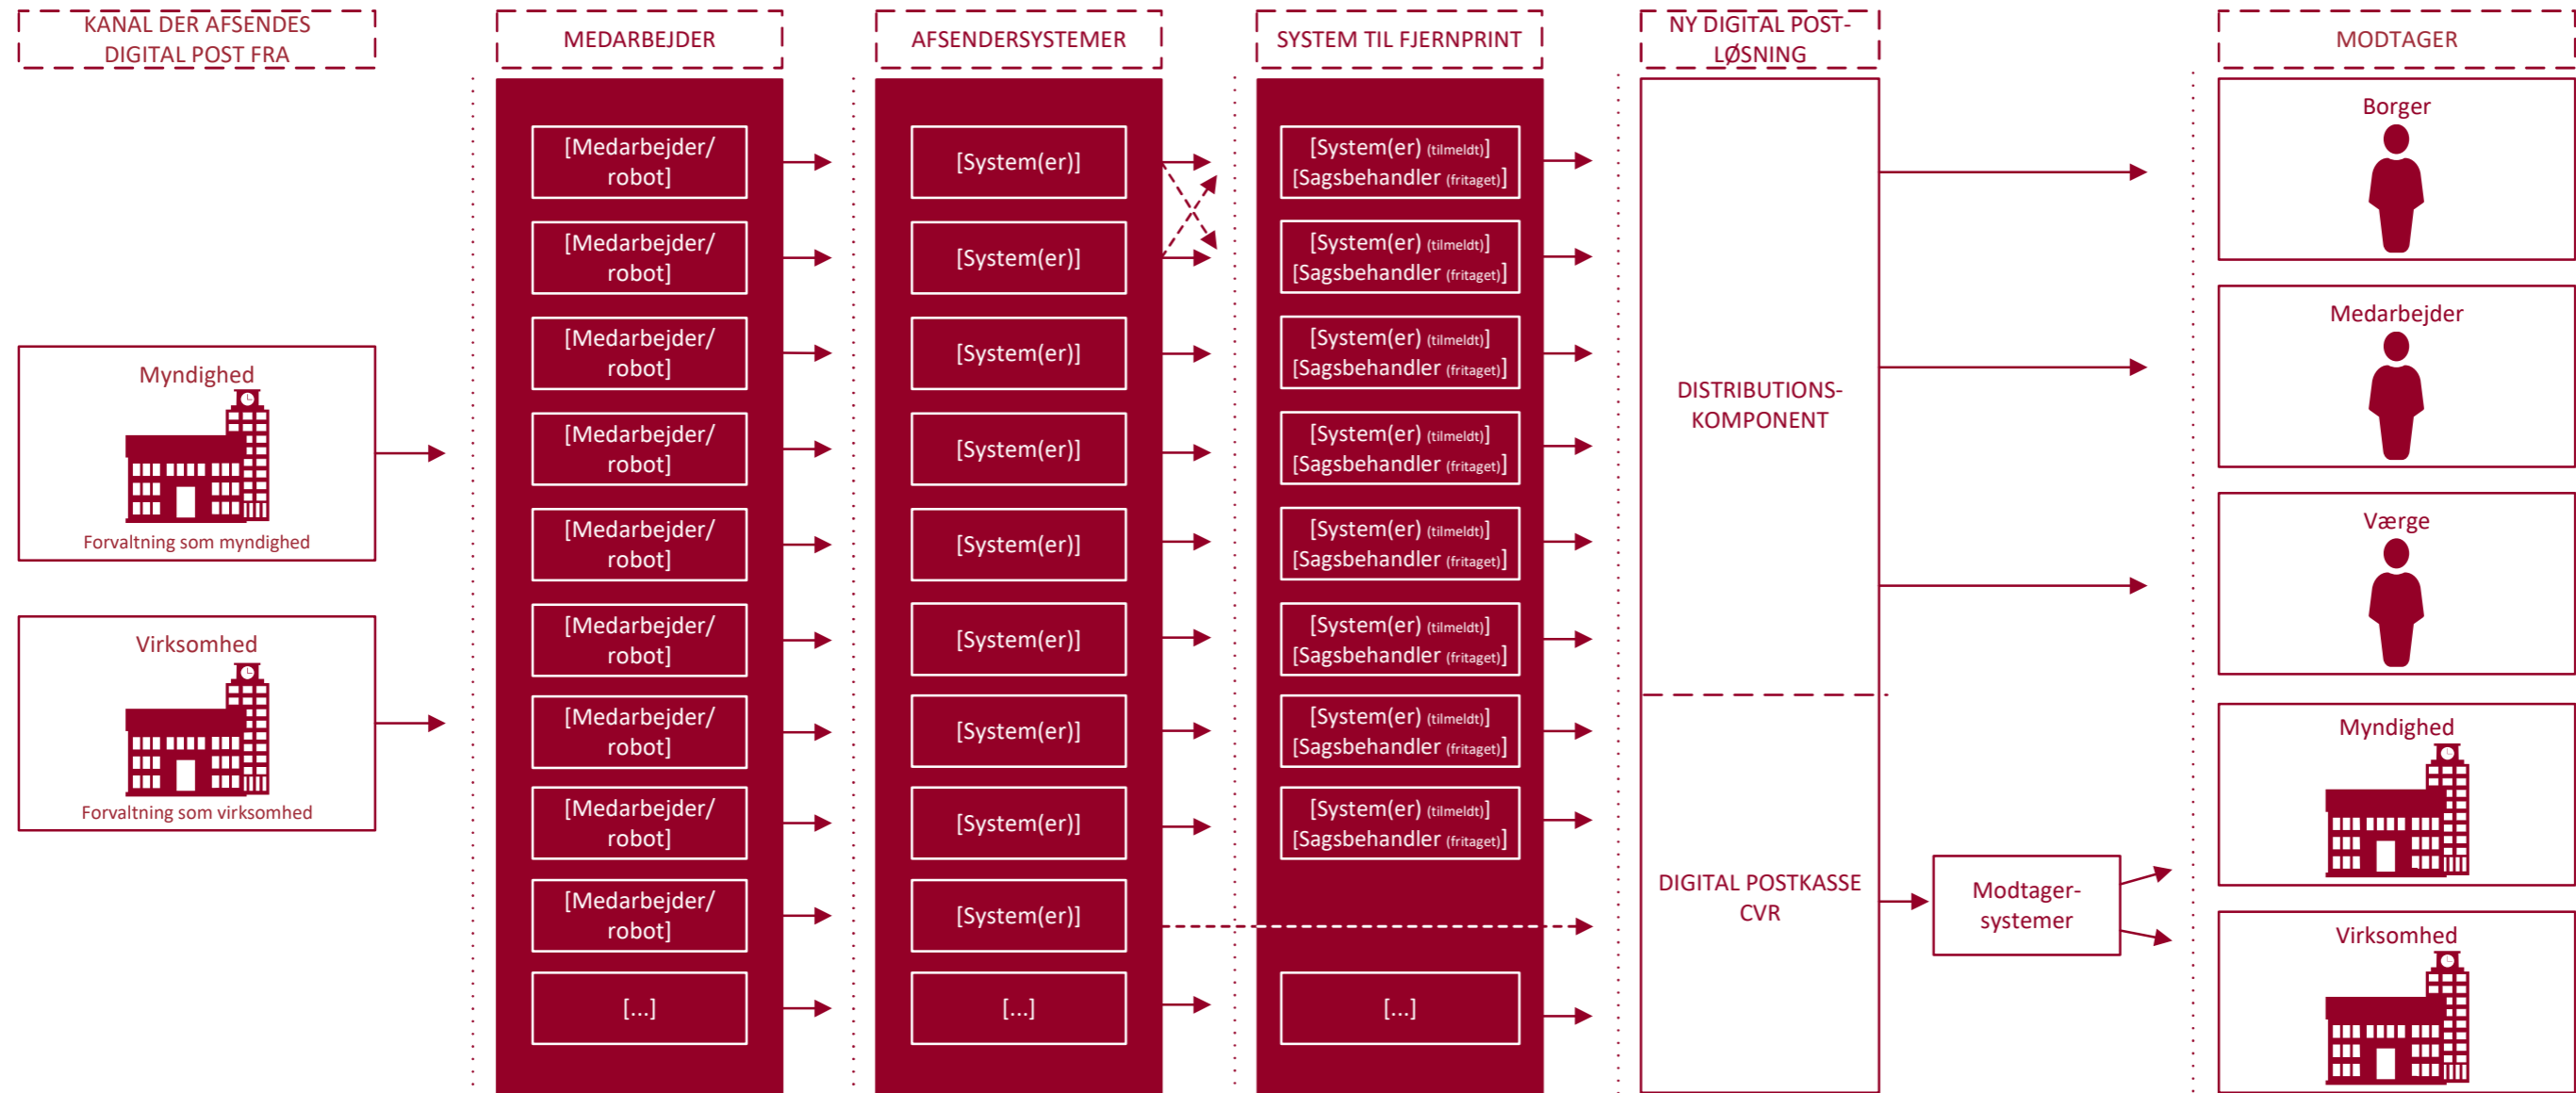 KANAL DER AFSENDES
DIGITAL POST FRA
MEDARBEJDER
AFSENDERSYSTEMER
SYSTEM TIL FJERNPRINT
NY DIGITAL POST-
LØSNING
MODTAGER
Myndighed
Forvaltning som myndighed
Virksomhed
Forvaltning som virksomhed
[Medarbejder/
robot]
[Medarbejder/
robot]
[Medarbejder/
robot]
[Medarbejder/
robot]
[Medarbejder/
robot]
[Medarbejder/
robot]
[Medarbejder/
robot]
[Medarbejder/
robot]
[Medarbejder/
robot]
[...]
[System(er)]
[System(er)]
[System(er)]
[System(er)]
[System(er)]
[System(er)]
[System(er)]
[System(er)]
[System(er)]
[...]
[System(er) (tilmeldt)]
[Sagsbehandler (fritaget)]
[System(er) (tilmeldt)]
[Sagsbehandler (fritaget)]
[System(er) (tilmeldt)]
[Sagsbehandler (fritaget)]
[System(er) (tilmeldt)]
[Sagsbehandler (fritaget)]
[System(er) (tilmeldt)]
[Sagsbehandler (fritaget)]
[System(er) (tilmeldt)]
[Sagsbehandler (fritaget)]
[System(er) (tilmeldt)]
[Sagsbehandler (fritaget)]
[System(er) (tilmeldt)]
[Sagsbehandler (fritaget)]
[...]
DISTRIBUTIONS-
KOMPONENT
DIGITAL POSTKASSE
CVR
Modtager-
systemer
Borger
Medarbejder
Værge
Myndighed
Virksomhed